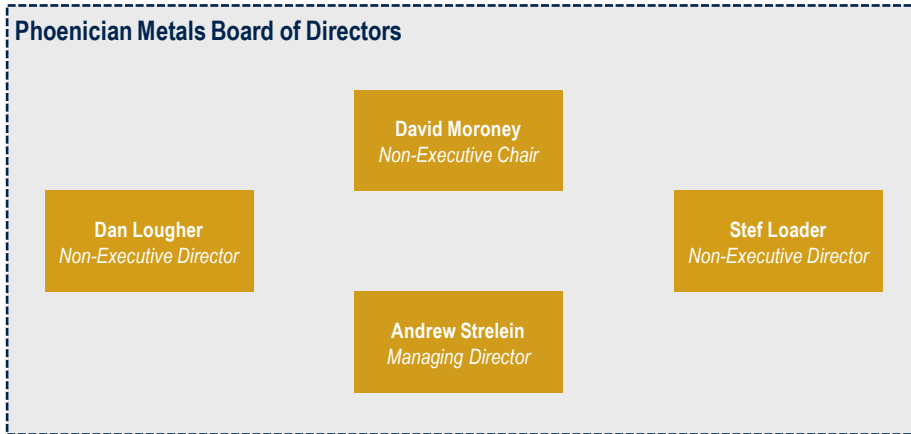 Phoenician Metals Board of Directors
David Moroney
Non-Executive Chair
Dan Lougher
Non-Executive Director
Stef Loader
Non-Executive Director
Andrew Strelein
Managing Director